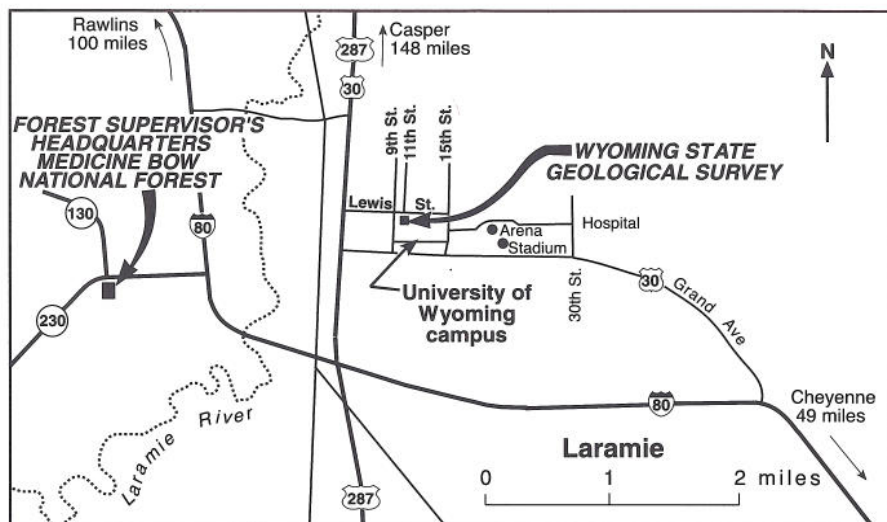 Rawlins
100 miles
Casper
148 miles
287
30
N
FOREST SUPERVISOR'S
HEADQUARTERS
MEDICINE BOW
NATIONAL FOREST
9th St.
11th St.
15th St.
WYOMING STATE
GEOLOGICAL SURVEY
130
80
Lewis St.
Arena
Stadium
Hospital
230
University of
Wyoming
campus
30th St.
30
Grand Ave
Laramie River
80
Cheyenne
49 miles
Laramie
0 1 2 miles
287